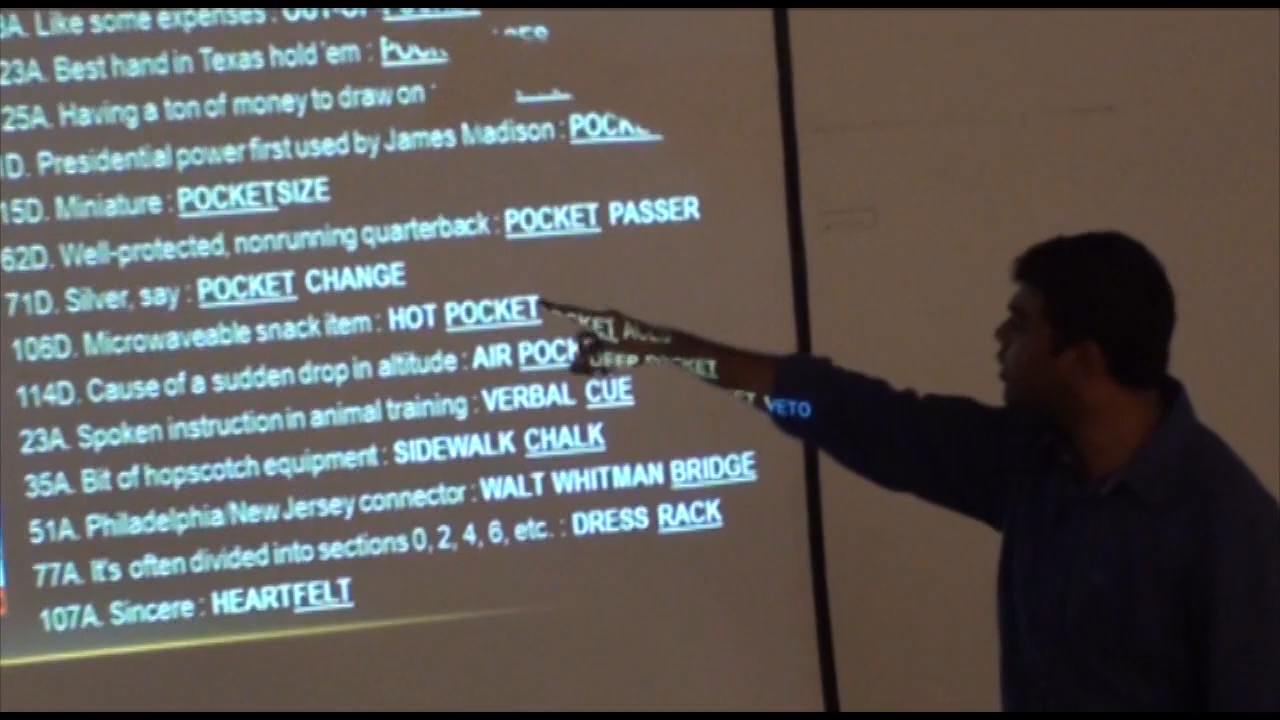 3A. Like some expenses : OUT-OF POCKET
23A. Best hand in Texas hold 'em :
25A. Having a ton of money to draw on
D. Presidential power first used by James Madison :
15D. Miniature : POCKETSIZE
62D. Well-protected, nonrunning quarterback : POCKET PASSER
71D. Silver, say : POCKET CHANGE
106D. Microwaveable snack item : HOT POCKET
114D. Cause of a sudden drop in altitude : AIR
DEEP POCKET
VETO
23A. Spoken instruction in animal training : VERBAL CUE
35A. Bit of hopscotch equipment : SIDEWALK CHALK
51A. Philadelphia/New Jersey connector : WALT WHITMAN BRIDGE
77A. It's often divided into sections 0, 2, 4, 6, etc. : DRESS RACK
107A. Sincere : HEARTFELT